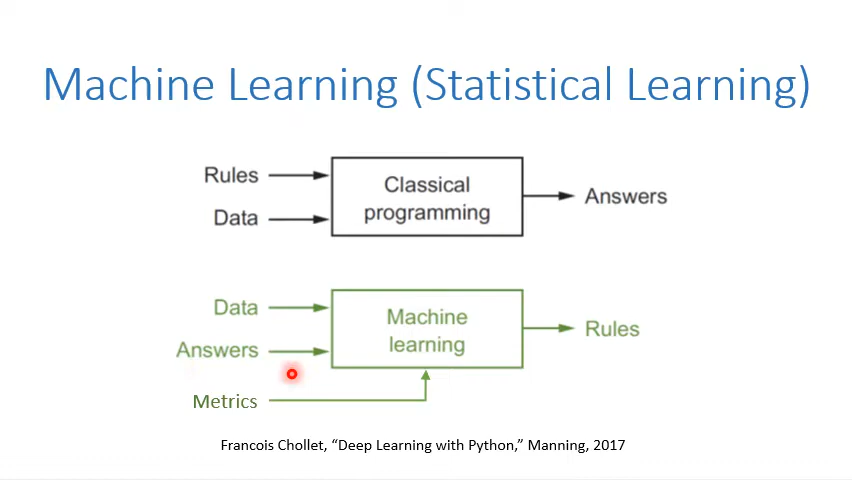 Machine Learning (Statistical Learning)
Rules
Data
Classical
programming
Answers
Data
Answers
Metrics
Machine
learning
Rules
Francois Chollet, “Deep Learning with Python,” Manning, 2017